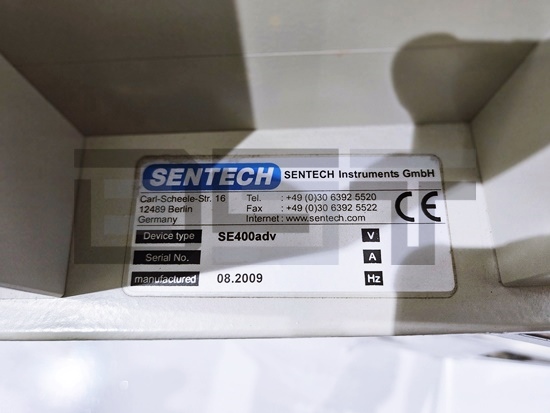 SENTECH SENTECH Instruments GmbH
Carl-Scheele-Str. 16 Tel. : +49 (0)30 6392 5520
12489 Berlin Fax : +49 (0)30 6392 5522
Germany Internet : www.sentech.com
CE
Device type SE400adv V
Serial No. A
manufactured 08.2009 Hz